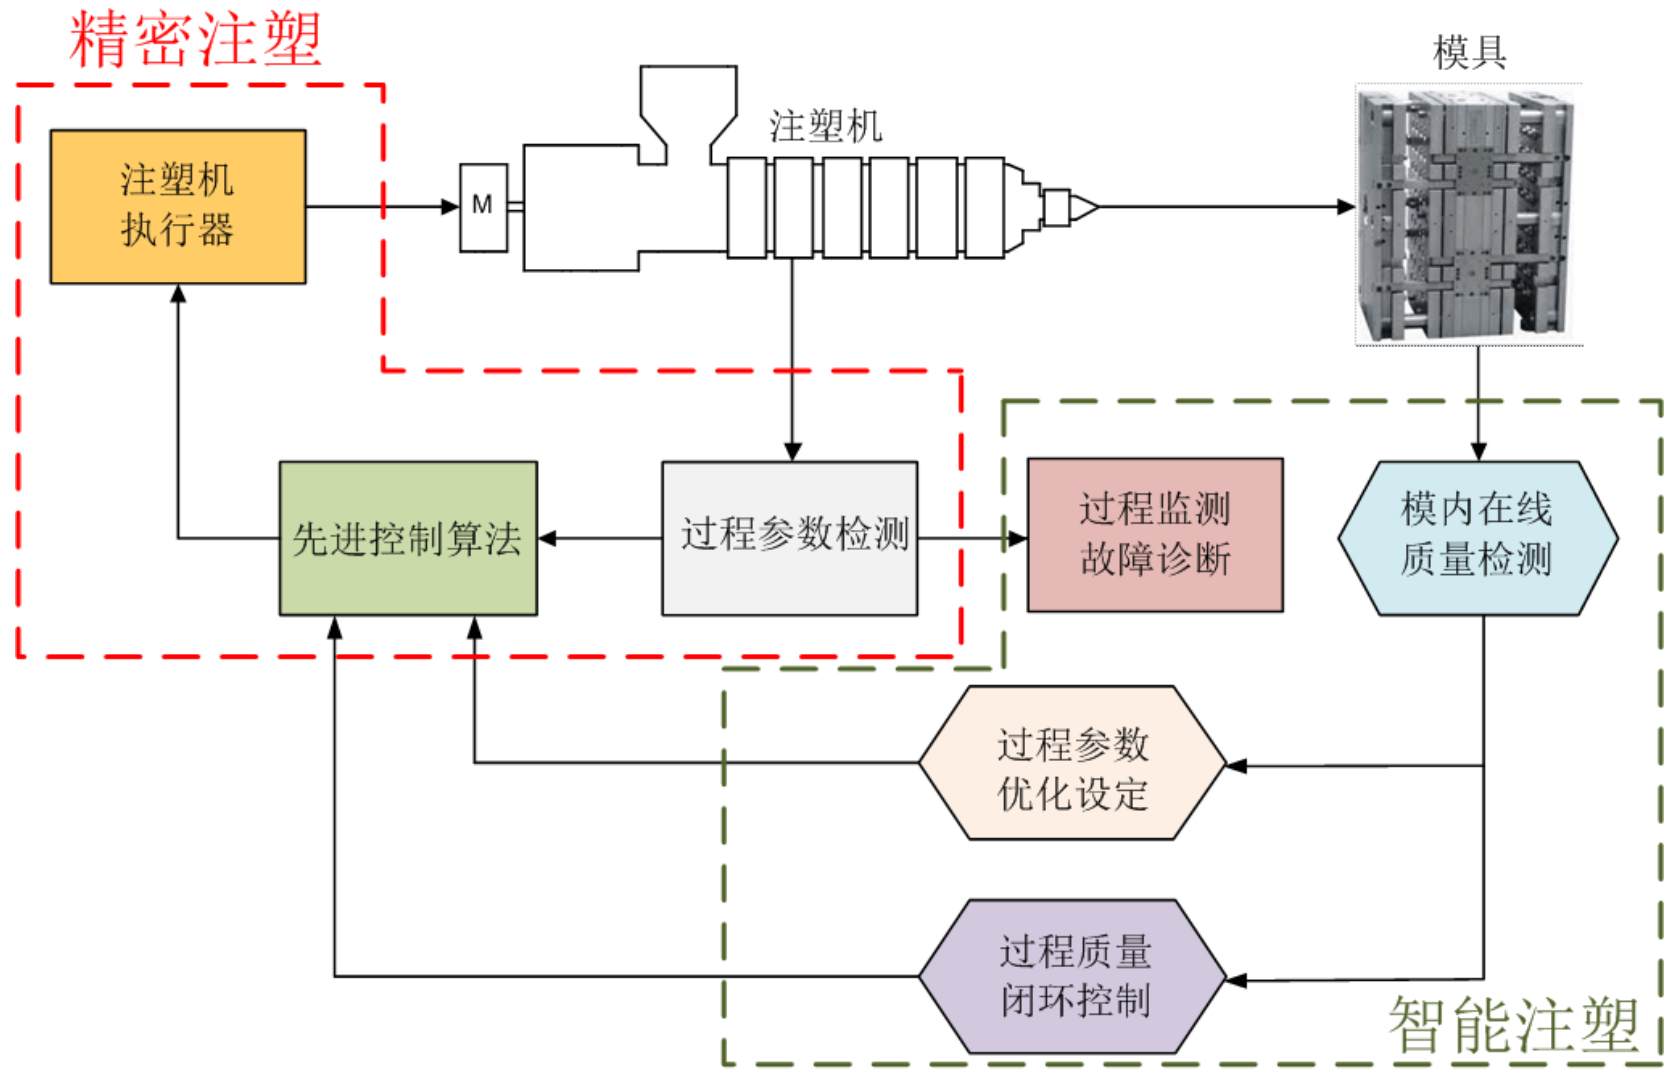 精密注塑
模具
注塑机
注塑机
执行器
M
先进控制算法
过程参数检测
过程监测
故障诊断
模内在线
质量检测
过程参数
优化设定
过程质量
闭环控制
智能注塑